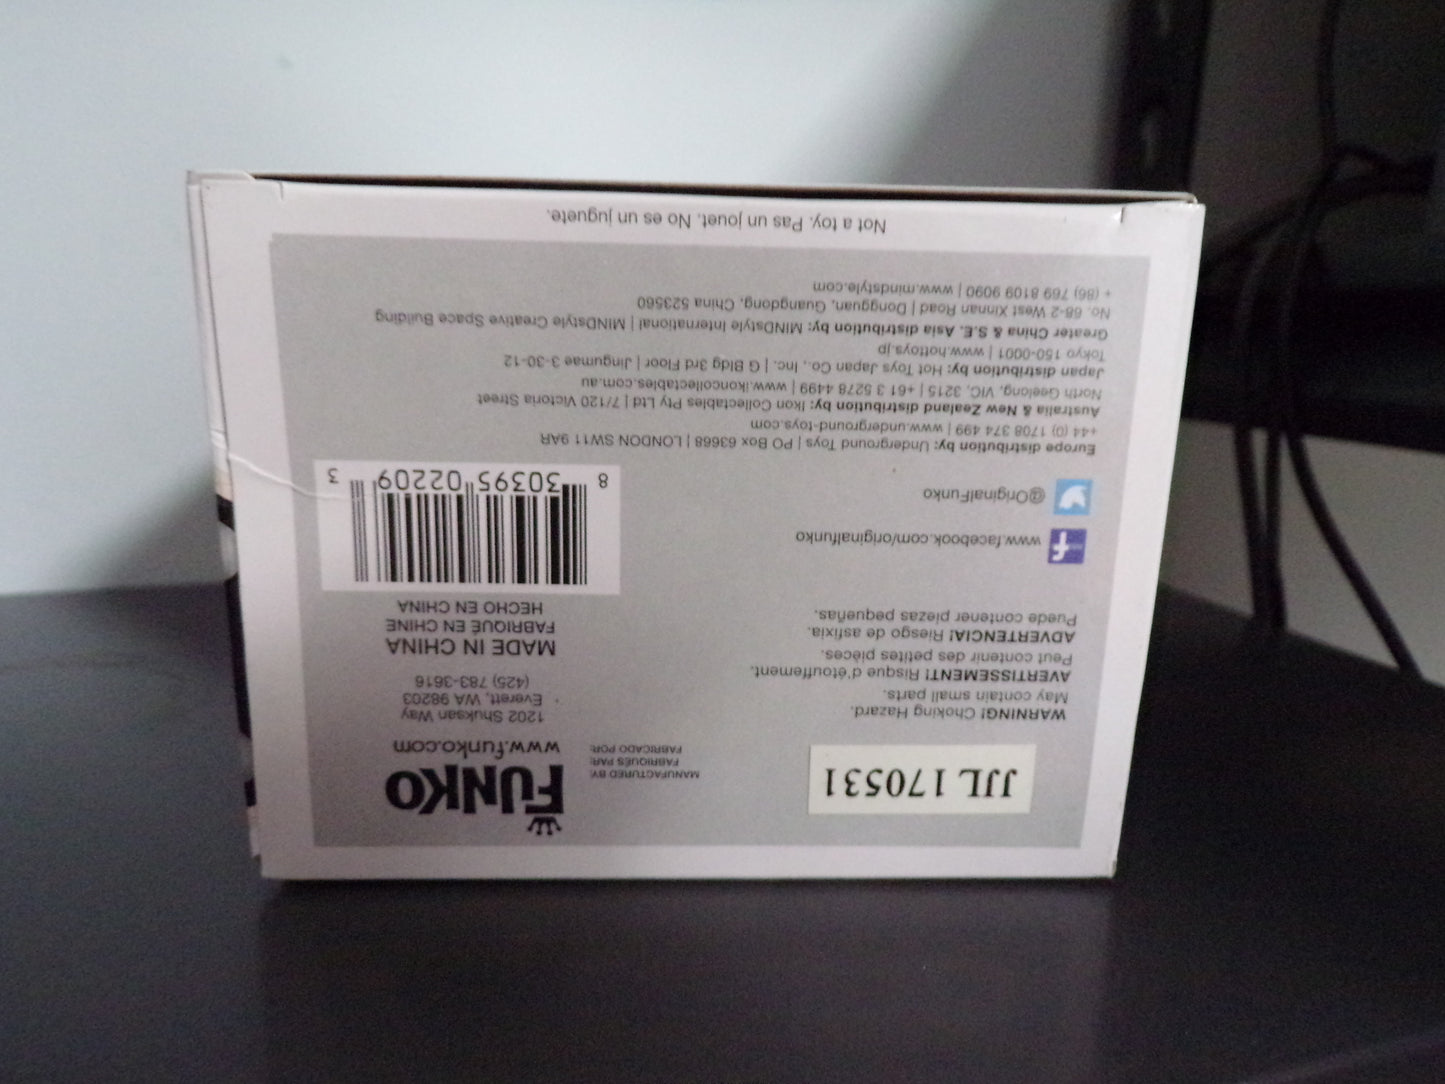 JJL 170531
MANUFACTURED BY:
FABRIQUÉS PAR:
FABRICADO POR:
FUNKO
www.funko.com
1202 Shuksan Way
Everett, WA 98203
(425) 783-3616
WARNING! Choking Hazard.
May contain small parts.
AVERTISSEMENT! Risque d'étouffement.
Peut contenir des petites pièces.
ADVERTENCIA! Riesgo de asfixia.
Puede contener piezas pequeñas.
MADE IN CHINA
FABRIQUÉ EN CHINE
HECHO EN CHINA
www.facebook.com/originalfunko
@OriginalFunko
8 30395 02209 3
Europe distribution by: Underground Toys | PO Box 63668 | LONDON SW11 9AR
+44 (0) 1708 374 499 | www.underground-toys.com
Australia & New Zealand distribution by: Ikon Collectables Pty Ltd | 7/120 Victoria Street
North Geelong, VIC, 3215 | +61 3 5278 4499 | www.ikoncollectables.com.au
Japan distribution by: Hot Toys Japan Co., Inc. | G Bldg 3rd Floor | Jingumae 3-30-12
Tokyo 150-0001 | www.hottoys.jp
Greater China & S.E. Asia distribution by: MINDstyle International | MINDstyle Creative Space Building
No. 68-2 West Xinnan Road | Dongguan, Guangdong, China 523560
+ (86) 769 8109 9090 | www.mindstyle.com
Not a toy. Pas un jouet. No es un juguete.